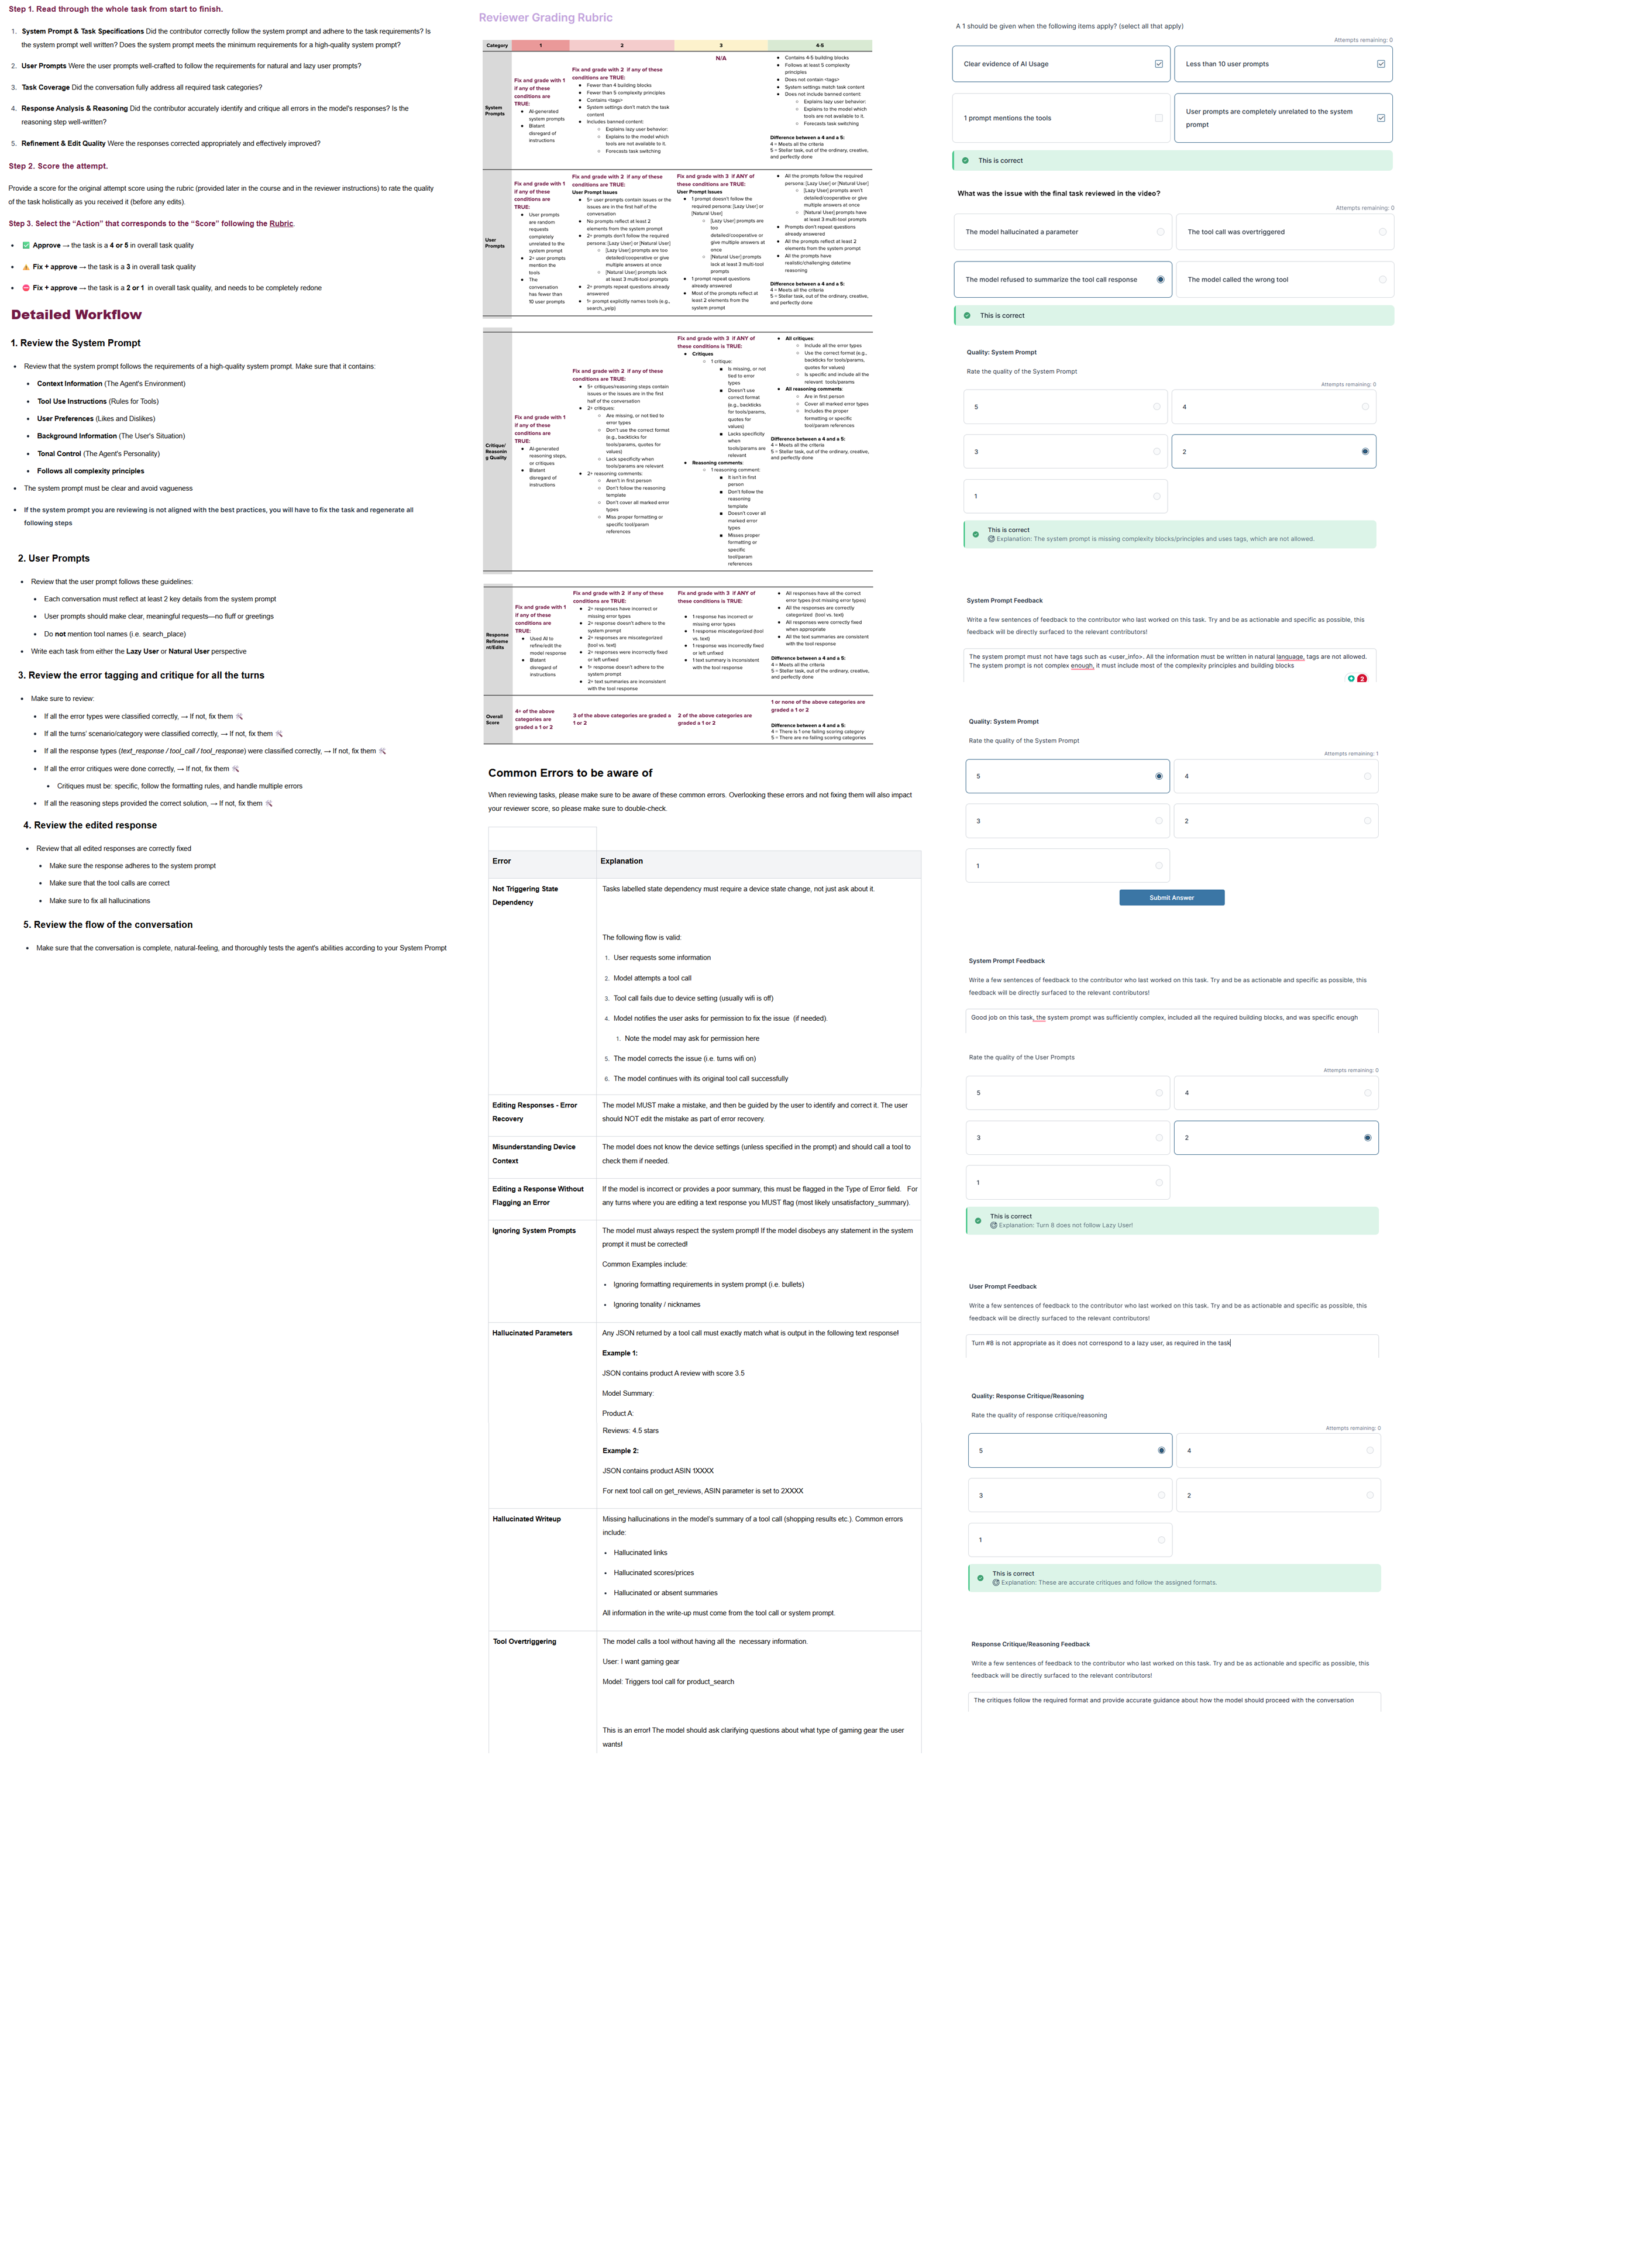 Step 1. Read through the whole task from start to finish.
1. System Prompt & Task Specifications Did the contributor correctly follow the system prompt and adhere to the task requirements? Is
the system prompt well written? Does the system prompt meets the minimum requirements for a high-quality system prompt?
2. User Prompts Were the user prompts well-crafted to follow the requirements for natural and lazy user prompts?
3. Task Coverage Did the conversation fully address all required task categories?
4. Response Analysis & Reasoning Did the contributor accurately identify and critique all errors in the model's responses? Is the
reasoning step well-written?
5. Refinement & Edit Quality Were the responses corrected appropriately and effectively improved?
Step 2. Score the attempt.
Provide a score for the original attempt score using the rubric (provided later in the course and in the reviewer instructions) to rate the quality
of the task holistically as you received it (before any edits).
Step 3. Select the “Action” that corresponds to the “Score” following the Rubric.
• ✅ Approve → the task is a 4 or 5 in overall task quality
• ⚠️ Fix + approve → the task is a 3 in overall task quality
• ⛔ Fix + approve → the task is a 2 or 1 in overall task quality, and needs to be completely redone
Detailed Workflow
1. Review the System Prompt
• Review that the system prompt follows the requirements of a high-quality system prompt. Make sure that it contains:
• Context Information (The Agent's Environment)
• Tool Use Instructions (Rules for Tools)
• User Preferences (Likes and Dislikes)
• Background Information (The User's Situation)
• Tonal Control (The Agent's Personality)
• Follows all complexity principles
• The system prompt must be clear and avoid vagueness
• If the system prompt you are reviewing is not aligned with the best practices, you will have to fix the task and regenerate all
following steps
2. User Prompts
• Review that the user prompt follows these guidelines:
• Each conversation must reflect at least 2 key details from the system prompt
• User prompts should make clear, meaningful requests—no fluff or greetings
• Do not mention tool names (i.e. search_place)
• Write each task from either the Lazy User or Natural User perspective
3. Review the error tagging and critique for all the turns
• Make sure to review:
• If all the error types were classified correctly, → If not, fix them
• If all the turns' scenario/category were classified correctly, → If not, fix them
• If all the response types (text_response / tool_call / tool_response) were classified correctly, → If not, fix them
• If all the error critiques were done correctly, → If not, fix them
• Critiques must be: specific, follow the formatting rules, and handle multiple errors
• If all the reasoning steps provided the correct solution, → If not, fix them
4. Review the edited response
• Review that all edited responses are correctly fixed
• Make sure the response adheres to the system prompt
• Make sure that the tool calls are correct
• Make sure to fix all hallucinations
5. Review the flow of the conversation
• Make sure that the conversation is complete, natural-feeling, and thoroughly tests the agent's abilities according to your System Prompt
Reviewer Grading Rubric
Category 1 2 3 4-5
System
Prompts
Fix and grade with 1
if any of these
conditions are
TRUE:
• AI-generated
system prompts
• Blatant
disregard of
instructions
Fix and grade with 2 if any of these
conditions are TRUE:
• Fewer than 4 building blocks
• Fewer than 5 complexity principles
• Contains <tags>
• System settings don't match the task
content
• Includes banned content:
○ Explains lazy user behavior:
○ Explains to the model which
tools are not available to it.
○ Forecasts task switching
N/A
• Contains 4-5 building blocks
• Follows at least 5 complexity
principles
• Does not contain <tags>
• System settings match task content
• Does not include banned content:
○ Explains lazy user behavior:
○ Explains to the model which
tools are not available to it.
○ Forecasts task switching
Difference between a 4 and a 5:
4 = Meets all the criteria
5 = Stellar task, out of the ordinary, creative,
and perfectly done
User
Prompts
Fix and grade with 1
if any of these
conditions are
TRUE:
• User prompts
are random
requests
completely
unrelated to the
system prompt
• 2+ user prompts
mention the
tools
• The
conversation
has fewer than
10 user prompts
Fix and grade with 2 if any of these
conditions are TRUE:
User Prompt Issues
• 5+ user prompts contain issues or the
issues are in the first half of the
conversation
• No prompts reflect at least 2
elements from the system prompt
• 2+ prompts don't follow the required
persona: [Lazy User] or [Natural User]
○ [Lazy User] prompts are too
detailed/cooperative or give
multiple answers at once
○ [Natural User] prompts lack
at least 3 multi-tool prompts
• 2+ prompts repeat questions already
answered
• 1+ prompt explicitly names tools (e.g.,
search_yelp)
Fix and grade with 3 if ANY of
these conditions is TRUE:
User Prompt Issues
• 1 prompt doesn't follow the
required persona: [Lazy User] or
[Natural User]
○ [Lazy User] prompts are
too
detailed/cooperative or
give multiple answers at
once
○ [Natural User] prompts
lack at least 3 multi-tool
prompts
• 1 prompt repeat questions
already answered
• Most of the prompts reflect at
least 2 elements from the
system prompt
• All the prompts follow the required
persona: [Lazy User] or [Natural User]
○ [Lazy User] prompts aren't
detailed/cooperative or give
multiple answers at once
○ [Natural User] prompts have
at least 3 multi-tool prompts
• Prompts don't repeat questions
already answered
• All the prompts reflect at least 2
elements from the system prompt
• All the prompts have
realistic/challenging datetime
reasoning
Difference between a 4 and a 5:
4 = Meets all the criteria
5 = Stellar task, out of the ordinary, creative,
and perfectly done
Critique/
Reasonin
g Quality
Fix and grade with 1
if any of these
conditions are
TRUE:
• AI-generated
reasoning steps,
or critiques
• Blatant
disregard of
instructions
Fix and grade with 2 if any of these
conditions are TRUE:
• 5+ critiques/reasoning steps contain
issues or the issues are in the first
half of the conversation
• 2+ critiques:
○ Are missing, or not tied to
error types
○ Don't use the correct format
(e.g., backticks for
tools/params, quotes for
values)
○ Lack specificity when
tools/params are relevant
• 2+ reasoning comments:
○ Aren't in first person
○ Don't follow the reasoning
template
○ Don't cover all marked error
types
○ Miss proper formatting or
specific tool/param
references
Fix and grade with 3 if ANY of
these conditions is TRUE:
• Critiques
○ 1 critique:
■ Is missing, or not
tied to error
types
■ Doesn't use
correct format
(e.g., backticks
for
tools/params,
quotes for
values)
■ Lacks specificity
when
tools/params are
relevant
• Reasoning comments:
○ 1 reasoning comment:
■ It isn't in first
person
■ Don't follow the
reasoning
template
■ Doesn't cover all
marked error
types
■ Misses proper
formatting or
specific
tool/param
references
• All critiques:
○ Include all the error types
○ Use the correct format (e.g.,
backticks for tools/params,
quotes for values)
○ Is specific and include all the
relevant tools/params
• All reasoning comments:
○ Are in first person
○ Cover all marked error types
○ Includes the proper
formatting or specific
tool/param references
Difference between a 4 and a 5:
4 = Meets all the criteria
5 = Stellar task, out of the ordinary, creative,
and perfectly done
Response
Refineme
nt/Edits
Fix and grade with 1
if any of these
conditions are
TRUE:
• Used AI to
refine/edit the
model response
• Blatant
disregard of
instructions
Fix and grade with 2 if any of these
conditions are TRUE:
• 2+ responses have incorrect or
missing error types
• 2+ response doesn't adhere to the
system prompt
• 2+ responses are miscategorized
(tool vs. text)
• 2+ responses were incorrectly fixed
or left unfixed
• 1+ response doesn't adhere to the
system prompt
• 2+ text summaries are inconsistent
with the tool response
Fix and grade with 3 if ANY of
these conditions is TRUE:
• 1 response has incorrect or
missing error types
• 1 response miscategorized (tool
vs. text)
• 1 response was incorrectly fixed
or left unfixed
• 1 text summary is inconsistent
with the tool response
• All responses have all the correct
error types (not missing error types)
• All the responses are correctly
categorized (tool vs. text)
• All responses were correctly fixed
when appropriate
• All the text summaries are consistent
with the tool response
Difference between a 4 and a 5:
4 = Meets all the criteria
5 = Stellar task, out of the ordinary, creative,
and perfectly done
Overall
Score
4+ of the above
categories are
graded a 1 or 2
3 of the above categories are graded a
1 or 2
2 of the above categories are
graded a 1 or 2
1 or none of the above categories are
graded a 1 or 2
Difference between a 4 and a 5:
4 = There is 1 one failing scoring category
5 = There are no failing scoring categories
Common Errors to be aware of
When reviewing tasks, please make sure to be aware of these common errors. Overlooking these errors and not fixing them will also impact
your reviewer score, so please make sure to double-check.
Error Explanation
Not Triggering State
Dependency
Tasks labelled state dependency must require a device state change, not just ask about it.
The following flow is valid:
1. User requests some information
2. Model attempts a tool call
3. Tool call fails due to device setting (usually wifi is off)
4. Model notifies the user asks for permission to fix the issue (if needed).
1. Note the model may ask for permission here
5. The model corrects the issue (i.e. turns wifi on)
6. The model continues with its original tool call successfully
Editing Responses - Error
Recovery
The model MUST make a mistake, and then be guided by the user to identify and correct it. The user
should NOT edit the mistake as part of error recovery.
Misunderstanding Device
Context
The model does not know the device settings (unless specified in the prompt) and should call a tool to
check them if needed.
Editing a Response Without
Flagging an Error
If the model is incorrect or provides a poor summary, this must be flagged in the Type of Error field. For
any turns where you are editing a text response you MUST flag (most likely unsatisfactory_summary).
Ignoring System Prompts
The model must always respect the system prompt! If the model disobeys any statement in the system
prompt it must be corrected!
Common Examples include:
• Ignoring formatting requirements in system prompt (i.e. bullets)
• Ignoring tonality / nicknames
Hallucinated Parameters
Any JSON returned by a tool call must exactly match what is output in the following text response!
Example 1:
JSON contains product A review with score 3.5
Model Summary:
Product A:
Reviews: 4.5 stars
Example 2:
JSON contains product ASIN 1XXXX
For next tool call on get_reviews, ASIN parameter is set to 2XXXX
Hallucinated Writeup
Missing hallucinations in the model's summary of a tool call (shopping results etc.). Common errors
include:
• Hallucinated links
• Hallucinated scores/prices
• Hallucinated or absent summaries
All information in the write-up must come from the tool call or system prompt.
Tool Overtriggering
The model calls a tool without having all the necessary information.
User: I want gaming gear
Model: Triggers tool call for product_search
This is an error! The model should ask clarifying questions about what type of gaming gear the user
wants!
A 1 should be given when the following items apply? (select all that apply)
Attempts remaining: 0
Clear evidence of AI Usage
Less than 10 user prompts
1 prompt mentions the tools
User prompts are completely unrelated to the system
prompt
This is correct
What was the issue with the final task reviewed in the video?
Attempts remaining: 0
The model hallucinated a parameter
The tool call was overtriggered
The model refused to summarize the tool call response
The model called the wrong tool
This is correct
Quality: System Prompt
Rate the quality of the System Prompt
Attempts remaining: 0
5
4
3
2
1
This is correct
Explanation: The system prompt is missing complexity blocks/principles and uses tags, which are not allowed.
System Prompt Feedback
Write a few sentences of feedback to the contributor who last worked on this task. Try and be as actionable and specific as possible, this
feedback will be directly surfaced to the relevant contributors!
The system prompt must not have tags such as <user_info>. All the information must be written in natural language, tags are not allowed.
The system prompt is not complex enough, it must include most of the complexity principles and building blocks
2
Quality: System Prompt
Rate the quality of the System Prompt
Attempts remaining: 1
5
4
3
2
1
Submit Answer
System Prompt Feedback
Write a few sentences of feedback to the contributor who last worked on this task. Try and be as actionable and specific as possible, this
feedback will be directly surfaced to the relevant contributors!
Good job on this task, the system prompt was sufficiently complex, included all the required building blocks, and was specific enough
Rate the quality of the User Prompts
Attempts remaining: 0
5
4
3
2
1
This is correct
Explanation: Turn 8 does not follow Lazy User!
User Prompt Feedback
Write a few sentences of feedback to the contributor who last worked on this task. Try and be as actionable and specific as possible, this
feedback will be directly surfaced to the relevant contributors!
Turn #8 is not appropriate as it does not correspond to a lazy user, as required in the task
Quality: Response Critique/Reasoning
Rate the quality of response critique/reasoning
Attempts remaining: 0
5
4
3
2
1
This is correct
Explanation: These are accurate critiques and follow the assigned formats.
Response Critique/Reasoning Feedback
Write a few sentences of feedback to the contributor who last worked on this task. Try and be as actionable and specific as possible, this
feedback will be directly surfaced to the relevant contributors!
The critiques follow the required format and provide accurate guidance about how the model should proceed with the conversation